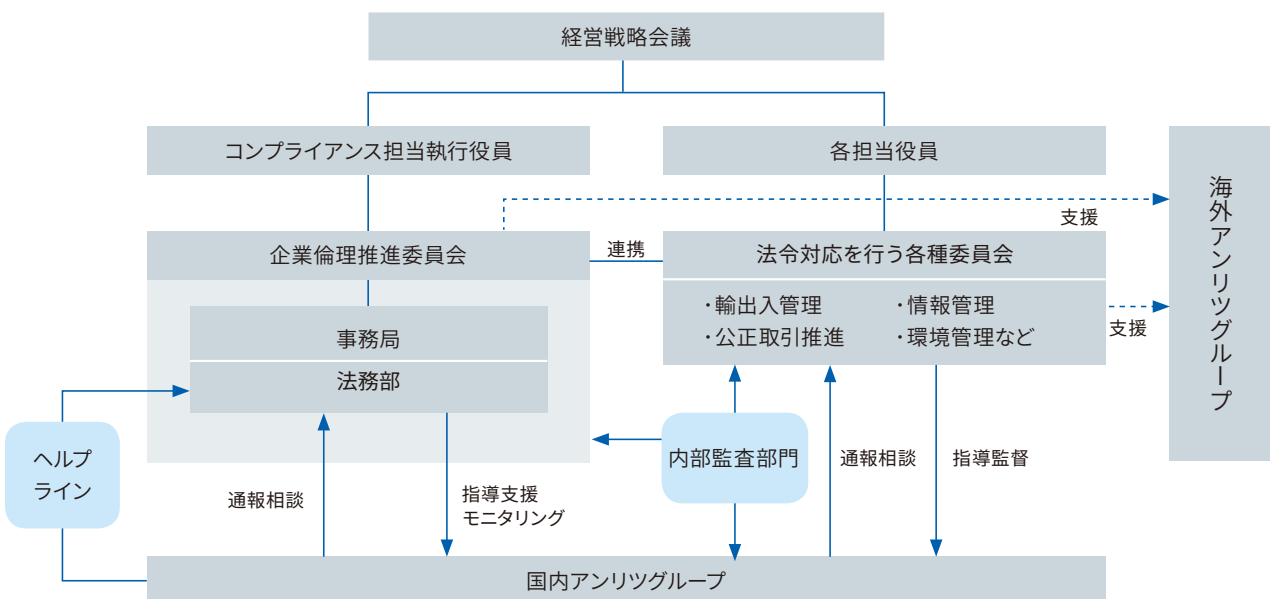 経営戦略会議
コンプライアンス担当執行役員
各担当役員
海外アンリツグループ
支援
企業倫理推進委員会
連携
法令対応を行う各種委員会
・輸出入管理
・情報管理
・公正取引推進
・環境管理など
支援
事務局
法務部
ヘルプ
ライン
内部監査部門
通報相談
指導監督
通報相談
指導支援
モニタリング
国内アンリツグループ